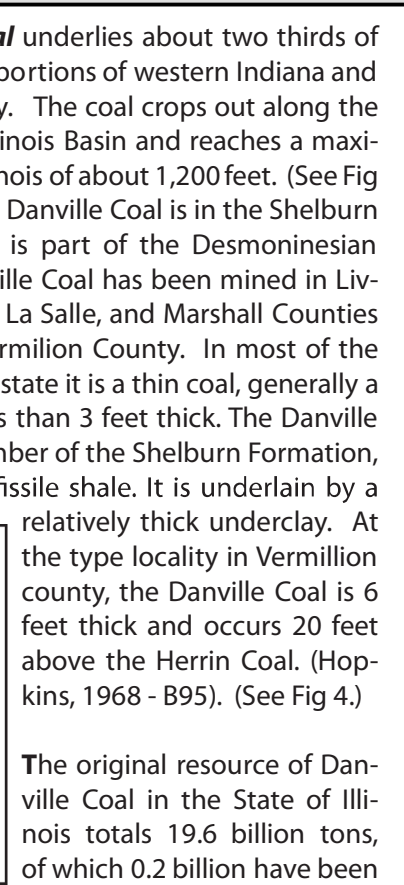 al underlies about two thirds of
portions of western Indiana and
y. The coal crops out along the
inois Basin and reaches a maxi-
nois of about 1,200 feet. (See Fig
Danville Coal is in the Shelburn
is part of the Desmoninesian
ille Coal has been mined in Liv-
La Salle, and Marshall Counties
rmilion County. In most of the
state it is a thin coal, generally a
s than 3 feet thick. The Danville
ber of the Shelburn Formation,
fissile shale. It is underlain by a
relatively thick underclay. At
the type locality in Vermillion
county, the Danville Coal is 6
feet thick and occurs 20 feet
above the Herrin Coal. (Hop-
kins, 1968 - B95). (See Fig 4.)
The original resource of Dan-
ville Coal in the State of Illi-
nois totals 19.6 billion tons,
of which 0.2 billion have been